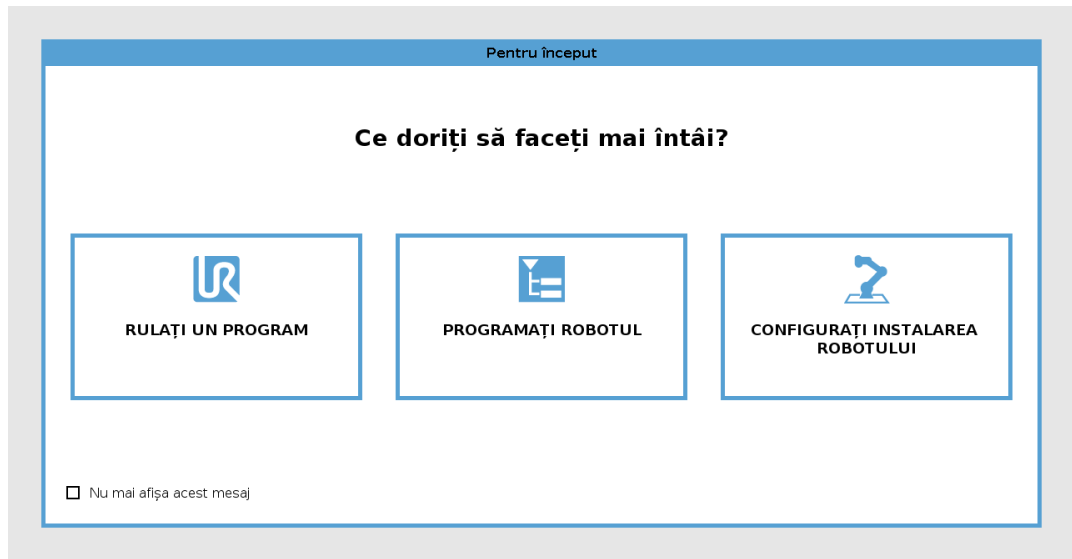 Pentru început
Ce doriți să faceți mai întâi?
RULAȚI UN PROGRAM
PROGRAMAȚI ROBOTUL
CONFIGURAȚI INSTALAREA
ROBOTULUI
Nu mai afișa acest mesaj